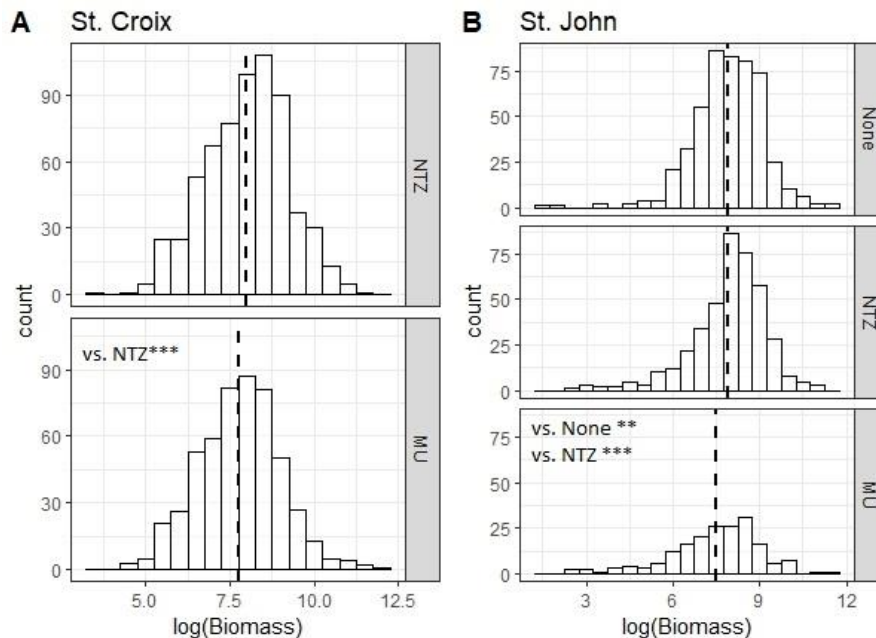 A St. Croix
count
90
60
30
0
NTZ
vs. NTZ***
90
60
30
0
MU
5.0 7.5 10.0 12.5
log(Biomass)
B St. John
count
75
50
25
0
None
75
50
25
0
NTZ
vs. None **
vs. NTZ ***
75
50
25
0
MU
3 6 9 12
log(Biomass)